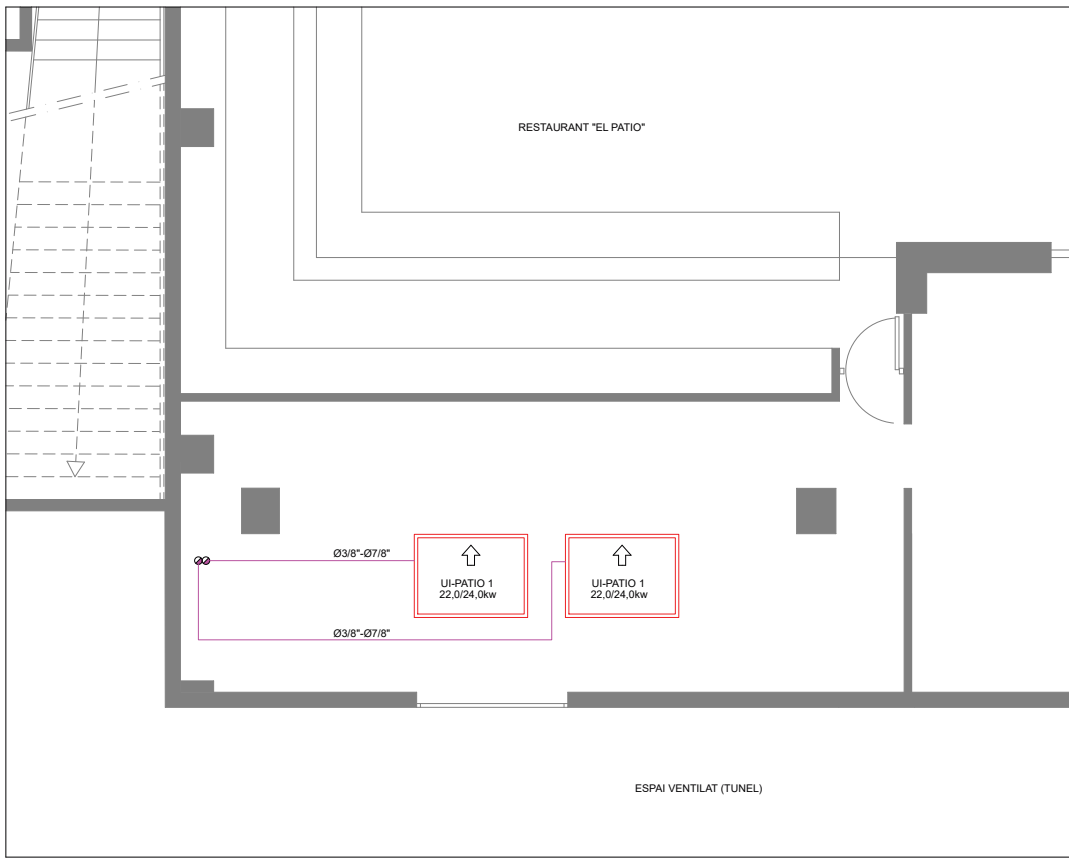 RESTAURANT "EL PATIO"
Ø3/8"-Ø7/8"
UI-PATIO 1
22,0/24,0kw
UI-PATIO 1
22,0/24,0kw
Ø3/8"-Ø7/8"
ESPAI VENTILAT (TUNEL)